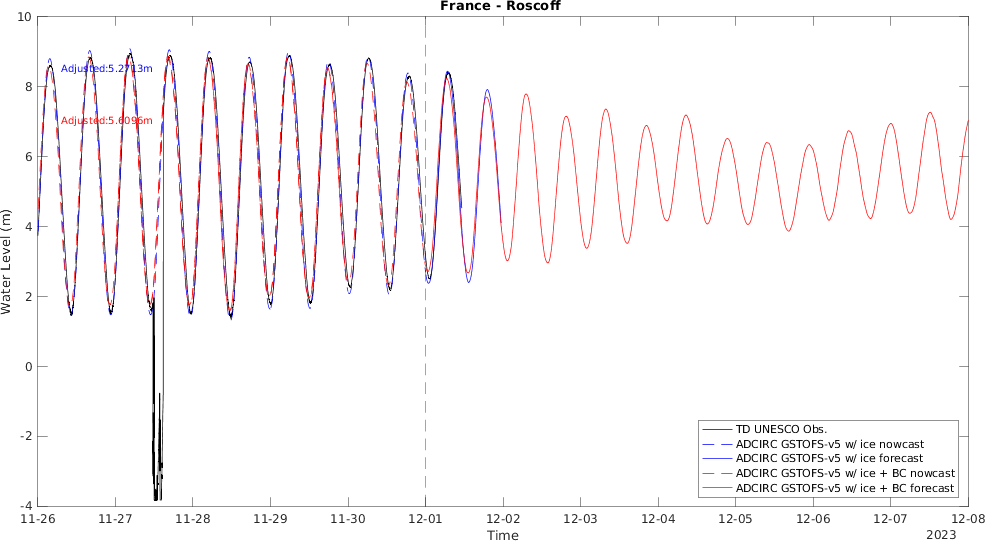 France - Roscoff
Water Level (m)
10
8
6
4
2
0
-2
-4
Adjusted:5.2713m
Adjusted:5.6096m
TD UNESCO Obs.
ADCIRC GSTOFS-v5 w/ ice nowcast
ADCIRC GSTOFS-v5 w/ ice forecast
ADCIRC GSTOFS-v5 w/ ice + BC nowcast
ADCIRC GSTOFS-v5 w/ ice + BC forecast
11-26 11-27 11-28 11-29 11-30 12-01 12-02 12-03 12-04 12-05 12-06 12-07 12-08
Time
2023